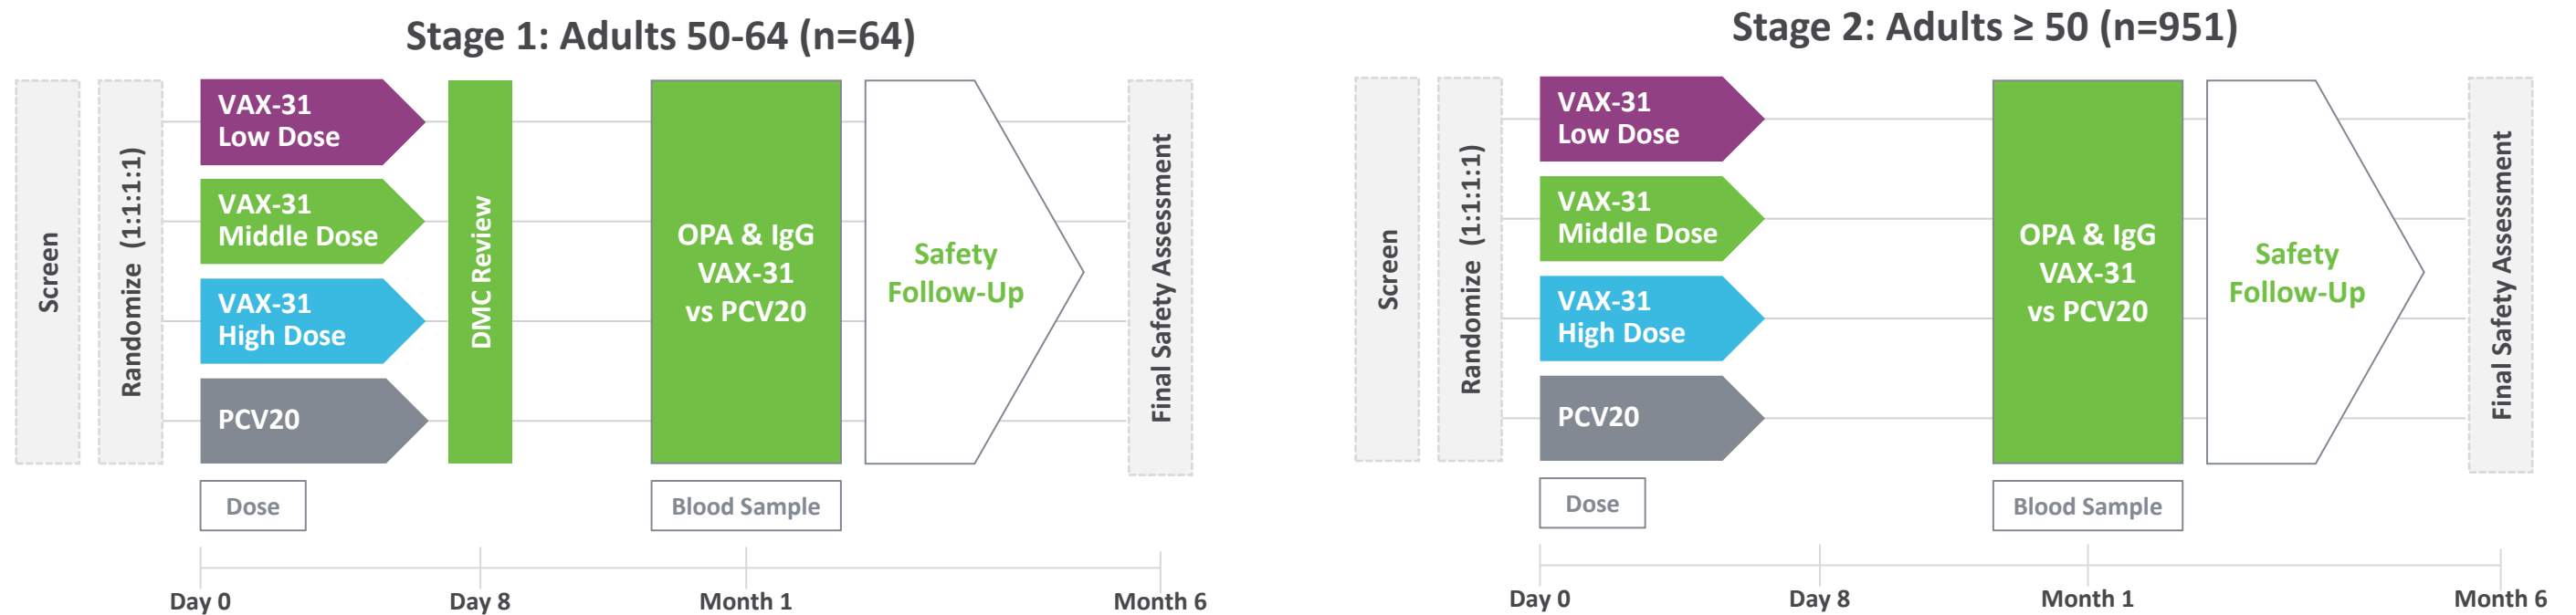 Stage 1: Adults 50-64 (n=64)
Screen
Randomize (1:1:1:1)
VAX-31
Low Dose
VAX-31
Middle Dose
VAX-31
High Dose
PCV20
DMC Review
OPA & IgG
VAX-31
vs PCV20
Safety
Follow-Up
Final Safety Assessment
Dose
Blood Sample
Day 0
Day 8
Month 1
Month 6
Stage 2: Adults ≥ 50 (n=951)
Screen
Randomize (1:1:1:1)
VAX-31
Low Dose
VAX-31
Middle Dose
VAX-31
High Dose
PCV20
OPA & IgG
VAX-31
vs PCV20
Safety
Follow-Up
Final Safety Assessment
Dose
Blood Sample
Day 0
Day 8
Month 1
Month 6